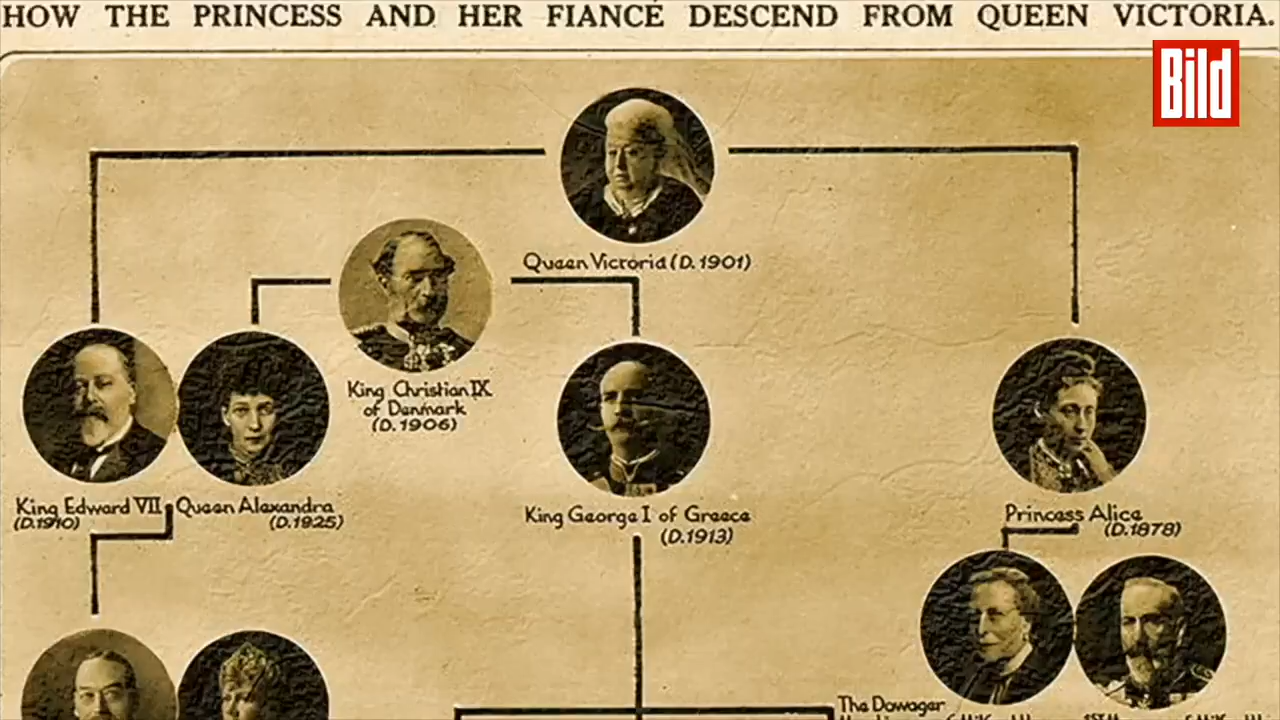 HOW THE PRINCESS AND HER FIANCÉ DESCEND FROM QUEEN VICTORIA.
Bild
Queen Victoria (D. 1901)
King Christian IX
of Denmark
(D. 1906)
King Edward VII
(D.1910)
Queen Alexandra
(D.1925)
King George I of Greece
(D.1913)
Princess Alice
(D.1878)
The Dowager